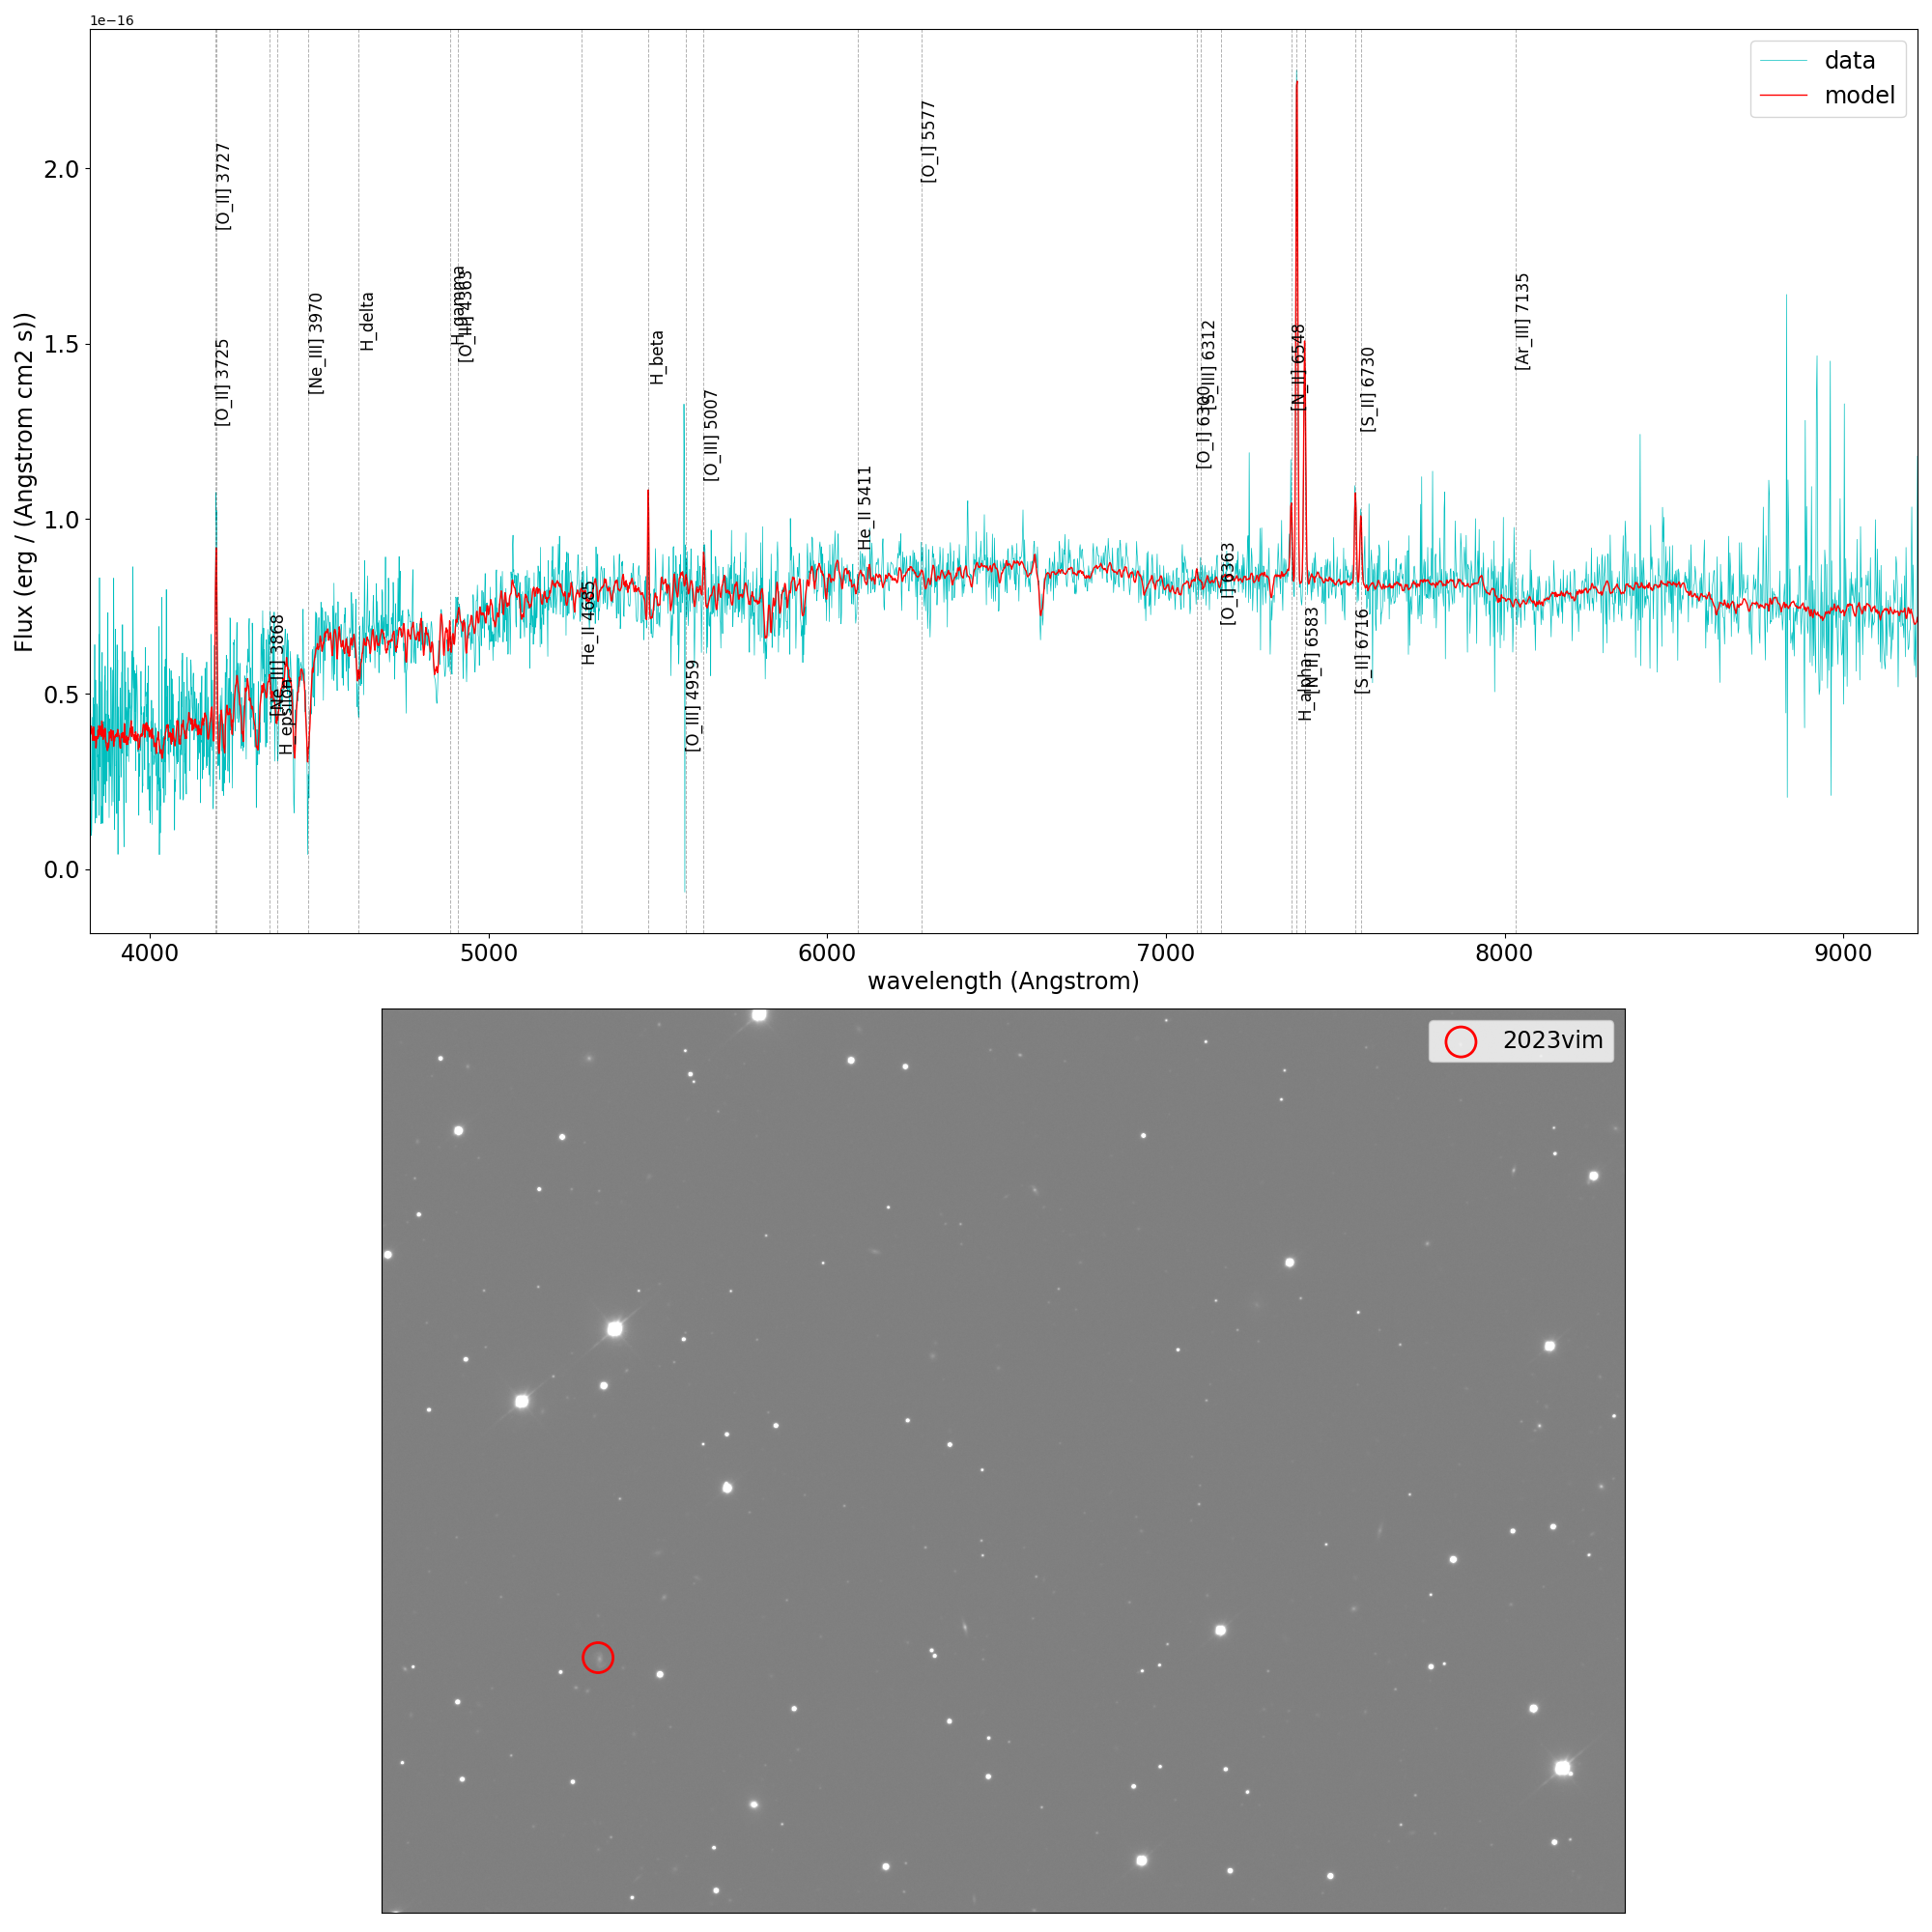 1e−16
data
model
2.0
1.5
1.0
0.5
0.0
Flux (erg / (Angstrom cm2 s))
[O_II] 3725
[O_II] 3727
[Ne_III] 3868
H_epsilon
[Ne_III] 3970
H_delta
H_gamma
[O_III] 4363
He_II 4685
H_beta
[O_III] 4959
[O_III] 5007
He_II 5411
[O_I] 5577
[O_I] 6300
[S_III] 6312
[O_I] 6363
[N_II] 6548
H_alpha
[N_II] 6583
[S_II] 6716
[S_II] 6730
[Ar_III] 7135
4000
5000
6000
7000
8000
9000
wavelength (Angstrom)
2023vim